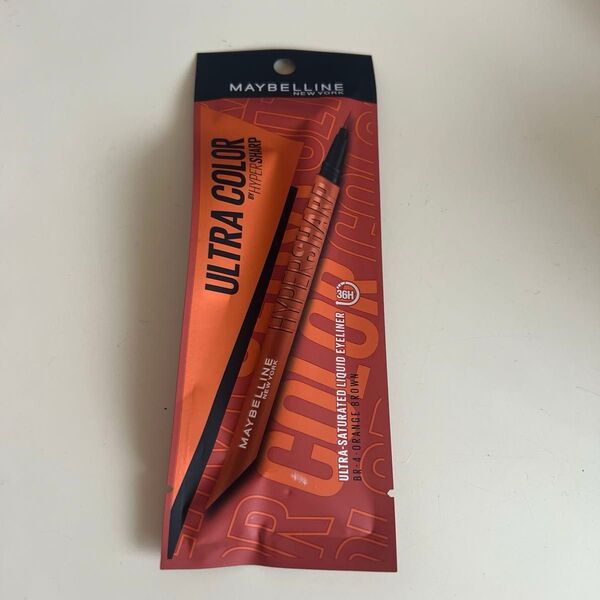 MAYBELLINE
NEW YORK
ULTRA COLOR
BY HYPERSHARP
HYPERSHARP
MAYBELLINE
NEW YORK
COLOR
36H
ULTRA-SATURATED LIQUID EYELINER
BR-4-ORANGE BROWN